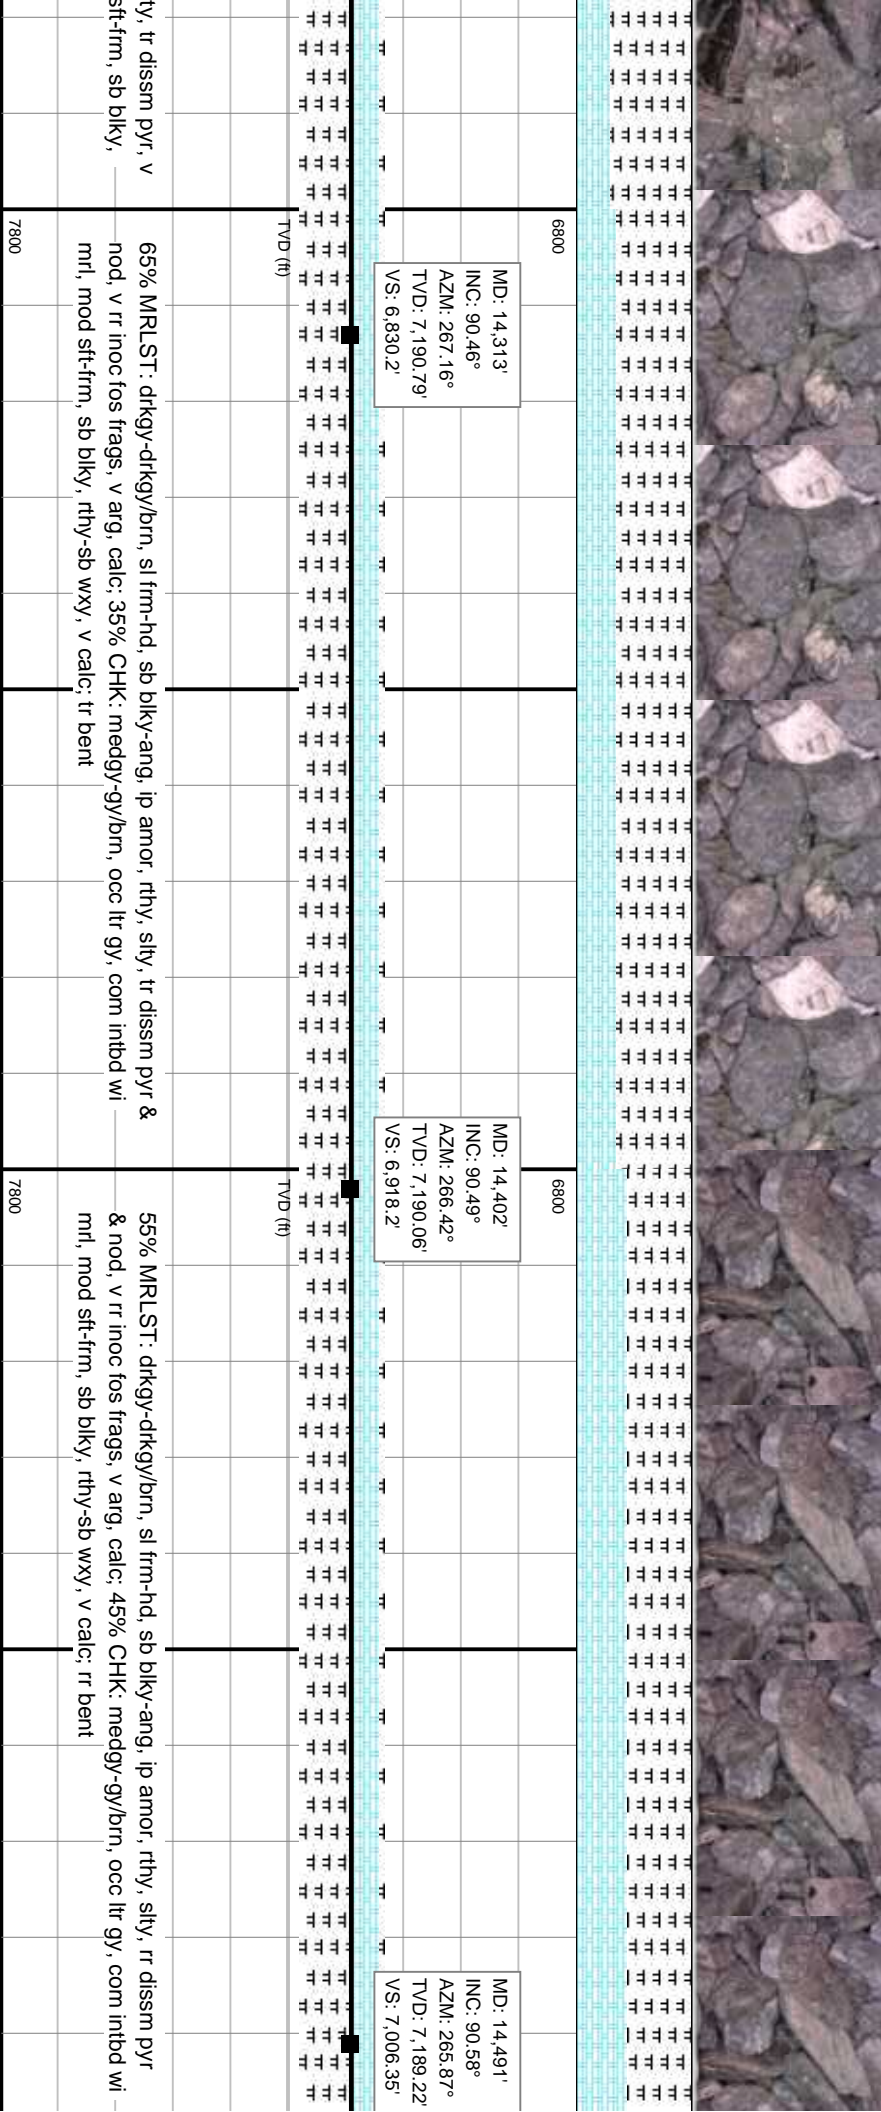 ty, tr dissm pyr, v
sft-frm, sb blky,
6800
TVD (ft)
7800
MD: 14,313'
INC: 90.46°
AZM: 267.16°
TVD: 7,190.79'
VS: 6,830.2'
65% MRLST: drkgy-drkgy/brn, sl frm-hd, sb blky-ang, ip amor, rthy, slty, tr dissm pyr &
nod, v rr inoc fos frags, v arg, calc; 35% CHK: medgy-gy/brn, occ ltr gy, com intbd wi
mrl, mod sft-frm, sb blky, rthy-sb wxy, v calc; tr bent
MD: 14,402'
INC: 90.49°
AZM: 266.42°
TVD: 7,190.06'
VS: 6,918.2'
6800
TVD (ft)
7800
55% MRLST: drkgy-drkgy/brn, sl frm-hd, sb blky-ang, ip amor, rthy, slty, rr dissm pyr
& nod, v rr inoc fos frags, v arg, calc; 45% CHK: medgy-gy/brn, occ ltr gy, com intbd wi
mrl, mod sft-frm, sb blky, rthy-sb wxy, v calc; rr bent
MD: 14,491'
INC: 90.58°
AZM: 265.87°
TVD: 7,189.22'
VS: 7,006.35'